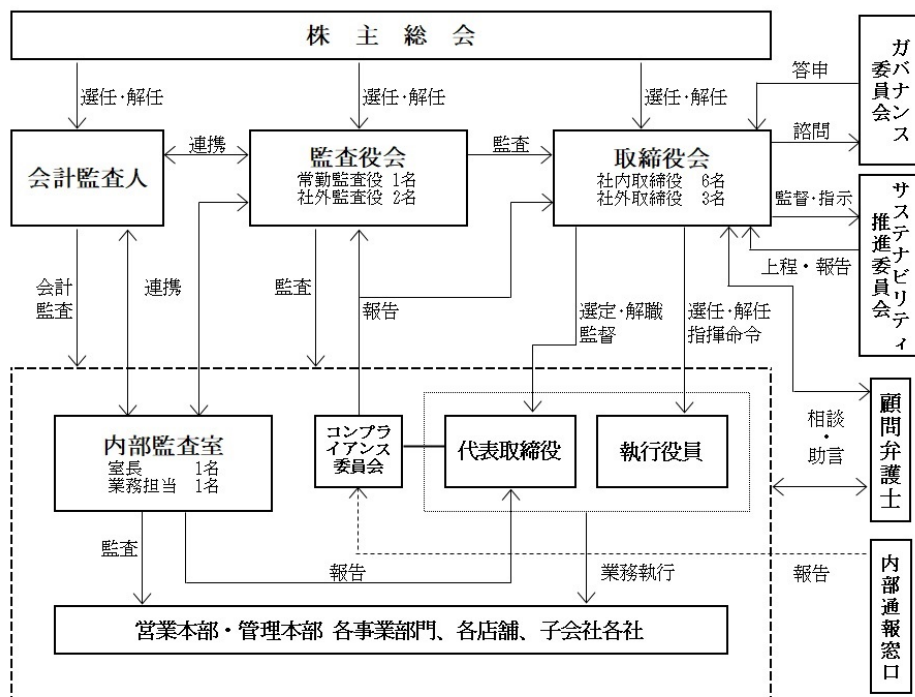 株主総会
選任・解任
選任・解任
選任・解任
答申
諮問
ガバナンス
委員会
会計監査人
連携
監査役会
常勤監査役 1名
社外監査役 2名
監査
取締役会
社内取締役 6名
社外取締役 3名
監督・指示
上程・報告
サステナビリティ
推進委員会
会計
監査
連携
監査
報告
選定・解職
監督
選任・解任
指揮命令
内部監査室
室長 1名
業務担当 1名
コンプラ
イアンス
委員会
代表取締役
執行役員
相談
・
助言
顧問弁護士
監査
報告
業務執行
報告
内部通報窓口
営業本部・管理本部 各事業部門、各店舗、子会社各社